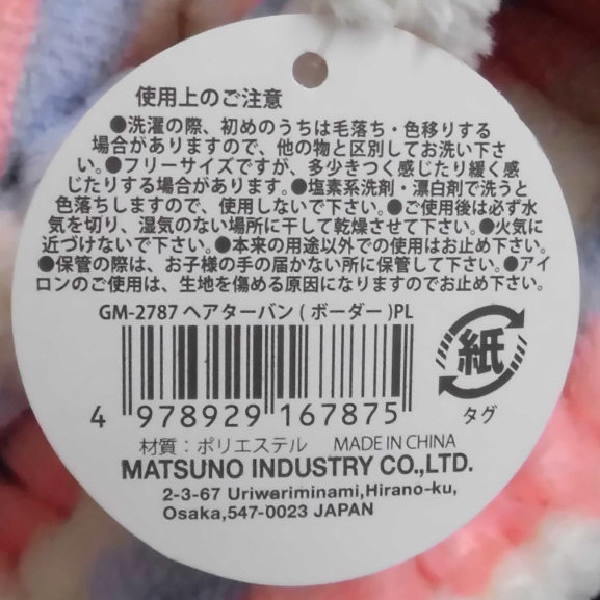 使用上のご注意
●洗濯の際、初めのうちは毛落ち・色移りする
場合がありますので、他の物と区別してお洗い下さ
い。●フリーサイズですが、多少きつく感じたり緩く感
じたりする場合があります。●塩素系洗剤・漂白剤で洗うと
色落ちしますので、使用しないで下さい。●ご使用後は必ず水
気を切り、湿気のない場所に干して乾燥させて下さい。●火気に
近づけないで下さい。●本来の用途以外での使用はお止め下さい。
●保管の際は、お子様の手の届かない所に保管して下さい。●アイ
ロンのご使用は、生地を傷める原因になりますのでお止め下さい。
GM-2787 ヘアターバン ( ボーダー )PL
紙
タグ
4 978929 167875
材質：ポリエステル MADE IN CHINA
MATSUNO INDUSTRY CO.,LTD.
2-3-67 Uriwariminami,Hirano-ku,
Osaka,547-0023 JAPAN